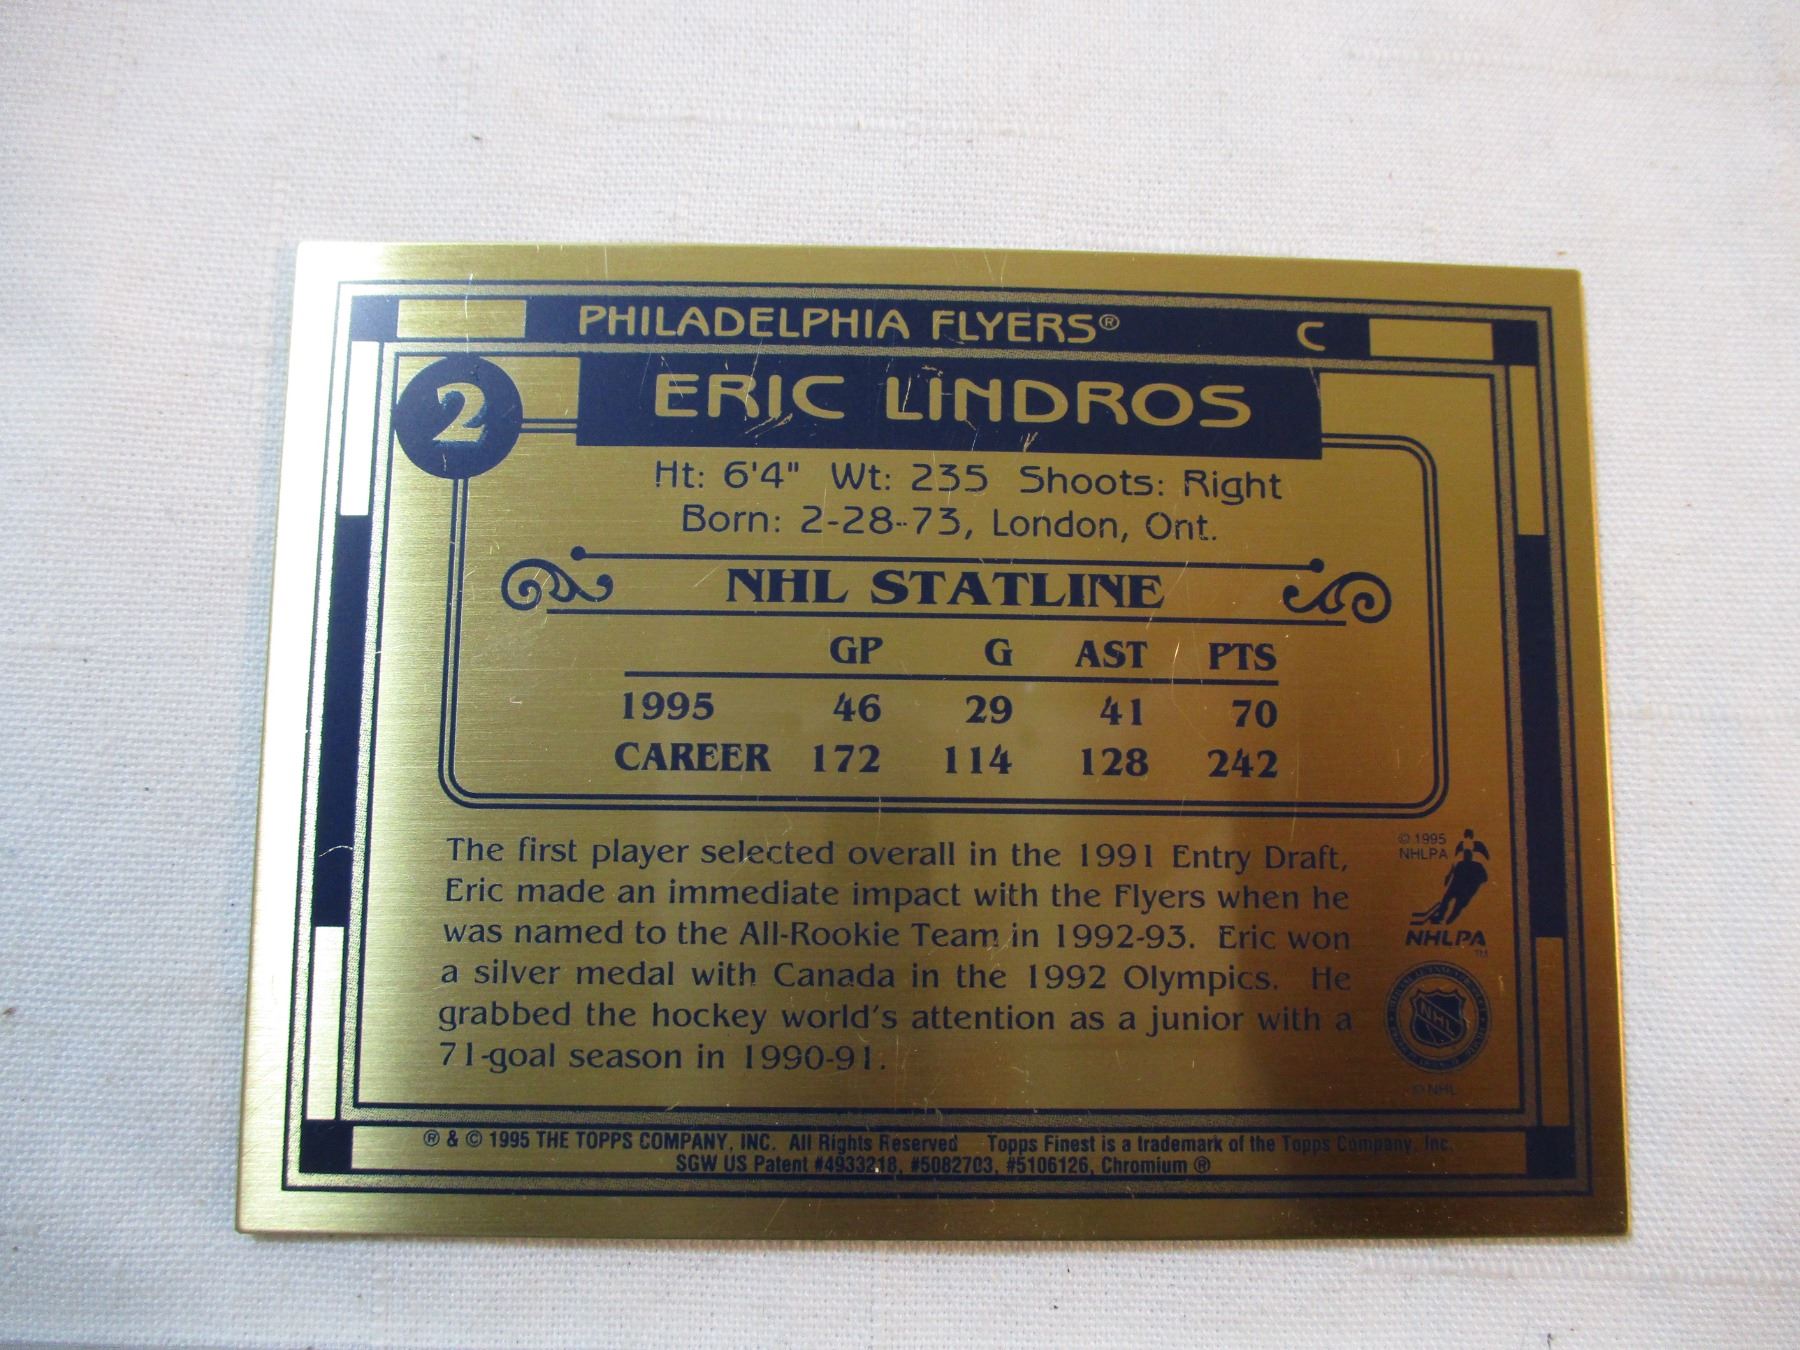 PHILADELPHIA FLYERS® C
2 ERIC LINDROS
Ht: 6'4" Wt: 235 Shoots: Right
Born: 2-28-73, London, Ont.
NHL STATLINE
GP G AST PTS
1995 46 29 41 70
CAREER 172 114 128 242
The first player selected overall in the 1991 Entry Draft,
Eric made an immediate impact with the Flyers when he
was named to the All-Rookie Team in 1992-93. Eric won
a silver medal with Canada in the 1992 Olympics. He
grabbed the hockey world's attention as a junior with a
71-goal season in 1990-91.
© 1995
NHLPA
NHLPA
TM
NHL
© NHL
® & © 1995 THE TOPPS COMPANY, INC. All Rights Reserved Topps Finest is a trademark of the Topps Company, Inc.
SGW US Patent #4933218, #5082703, #5106126, Chromium ®